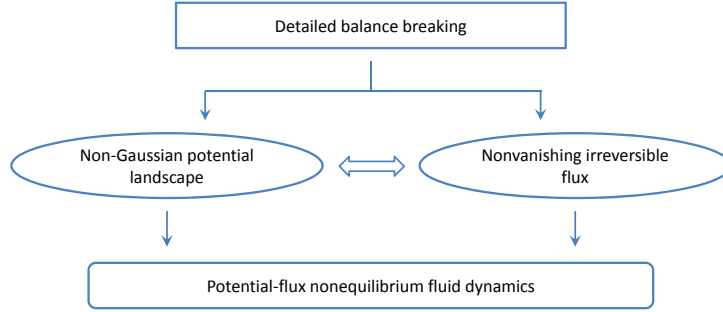 Detailed balance breaking
Non-Gaussian potential
landscape
Nonvanishing irreversible
flux
Potential-flux nonequilibrium fluid dynamics